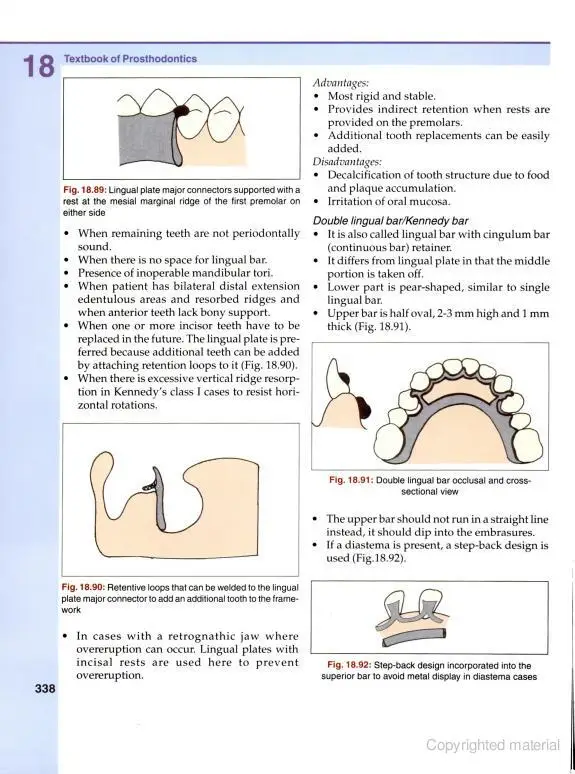 18 Textbook of Prosthodontics
Fig. 18.89: Lingual plate major connectors supported with a
rest at the mesial marginal ridge of the first premolar on
either side
• When remaining teeth are not periodontally
sound.
• When there is no space for lingual bar.
• Presence of inoperable mandibular tori.
• When patient has bilateral distal extension
edentulous areas and resorbed ridges and
when anterior teeth lack bony support.
• When one or more incisor teeth have to be
replaced in the future. The lingual plate is pre-
ferred because additional teeth can be added
by attaching retention loops to it (Fig. 18.90).
• When there is excessive vertical ridge resorp-
tion in Kennedy's class I cases to resist hori-
zontal rotations.
Fig. 18.90: Retentive loops that can be welded to the lingual
plate major connector to add an additional tooth to the frame-
work
• In cases with a retrognathic jaw where
overeruption can occur. Lingual plates with
incisal rests are used here to prevent
overeruption.
338
Advantages:
• Most rigid and stable.
• Provides indirect retention when rests are
provided on the premolars.
• Additional tooth replacements can be easily
added.
Disadvantages:
• Decalcification of tooth structure due to food
and plaque accumulation.
• Irritation of oral mucosa.
Double lingual bar/Kennedy bar
• It is also called lingual bar with cingulum bar
(continuous bar) retainer.
• It differs from lingual plate in that the middle
portion is taken off.
• Lower part is pear-shaped, similar to single
lingual bar.
• Upper bar is half oval, 2-3 mm high and 1 mm
thick (Fig. 18.91).
Fig. 18.91: Double lingual bar occlusal and cross-
sectional view
• The upper bar should not run in a straight line
instead, it should dip into the embrasures.
• If a diastema is present, a step-back design is
used (Fig.18.92).
Fig. 18.92: Step-back design incorporated into the
superior bar to avoid metal display in diastema cases
Copyrighted material